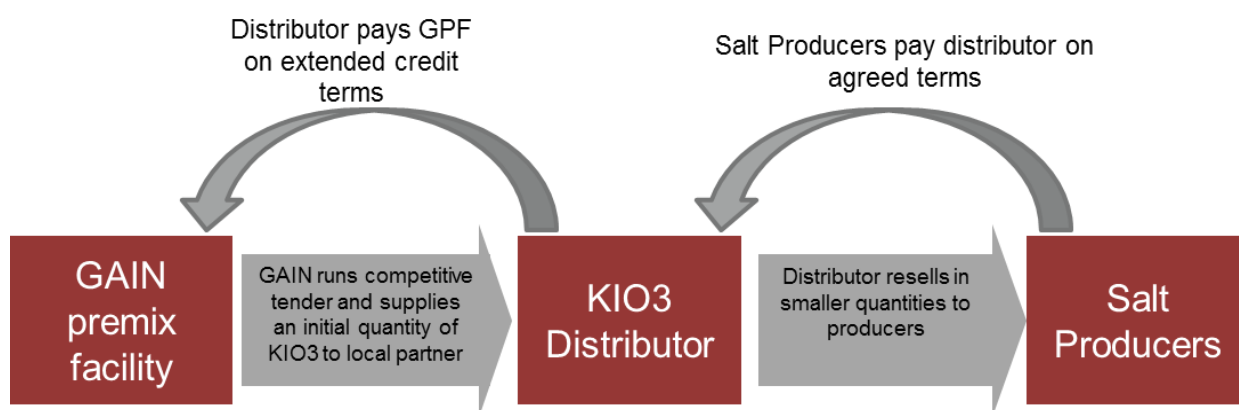 Distributor pays GPF
on extended credit
terms
Salt Producers pay distributor on
agreed terms
GAIN
premix
facility
GAIN runs competitive
tender and supplies
an initial quantity of
KIO3 to local partner
KIO3
Distributor
Distributor resells in
smaller quantities to
producers
Salt
Producers